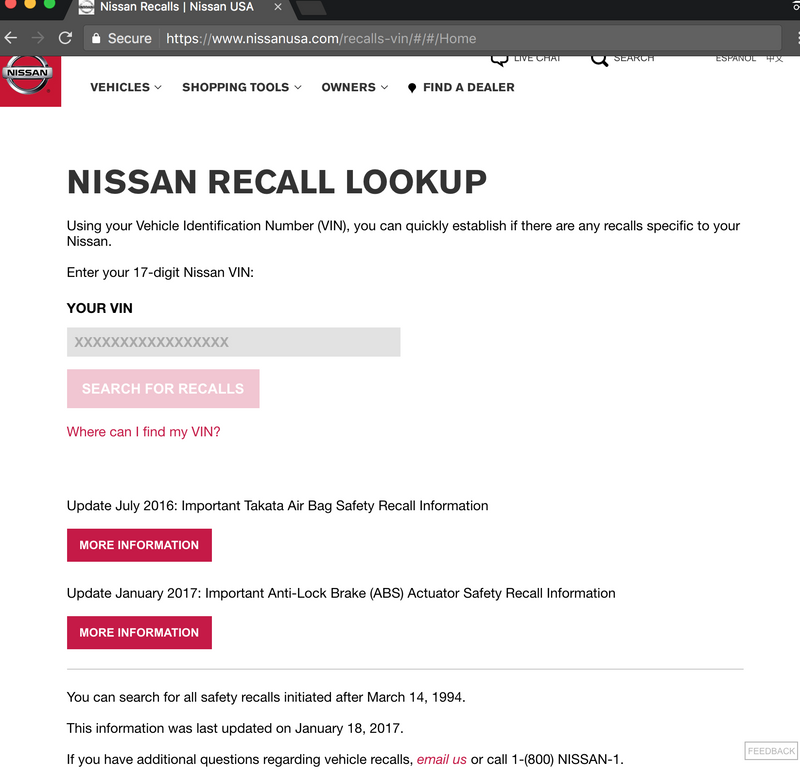 Nissan Recalls | Nissan USA
Secure https://www.nissanusa.com/recalls-vin/#/#/Home
NISSAN
LIVE CHAT SEARCH ESPAÑOL 中文
VEHICLES SHOPPING TOOLS OWNERS FIND A DEALER
NISSAN RECALL LOOKUP
Using your Vehicle Identification Number (VIN), you can quickly establish if there are any recalls specific to your
Nissan.
Enter your 17-digit Nissan VIN:
YOUR VIN
XXXXXXXXXXXXXXXXX
SEARCH FOR RECALLS
Where can I find my VIN?
Update July 2016: Important Takata Air Bag Safety Recall Information
MORE INFORMATION
Update January 2017: Important Anti-Lock Brake (ABS) Actuator Safety Recall Information
MORE INFORMATION
You can search for all safety recalls initiated after March 14, 1994.
This information was last updated on January 18, 2017.
FEEDBACK
If you have additional questions regarding vehicle recalls, email us or call 1-(800) NISSAN-1.